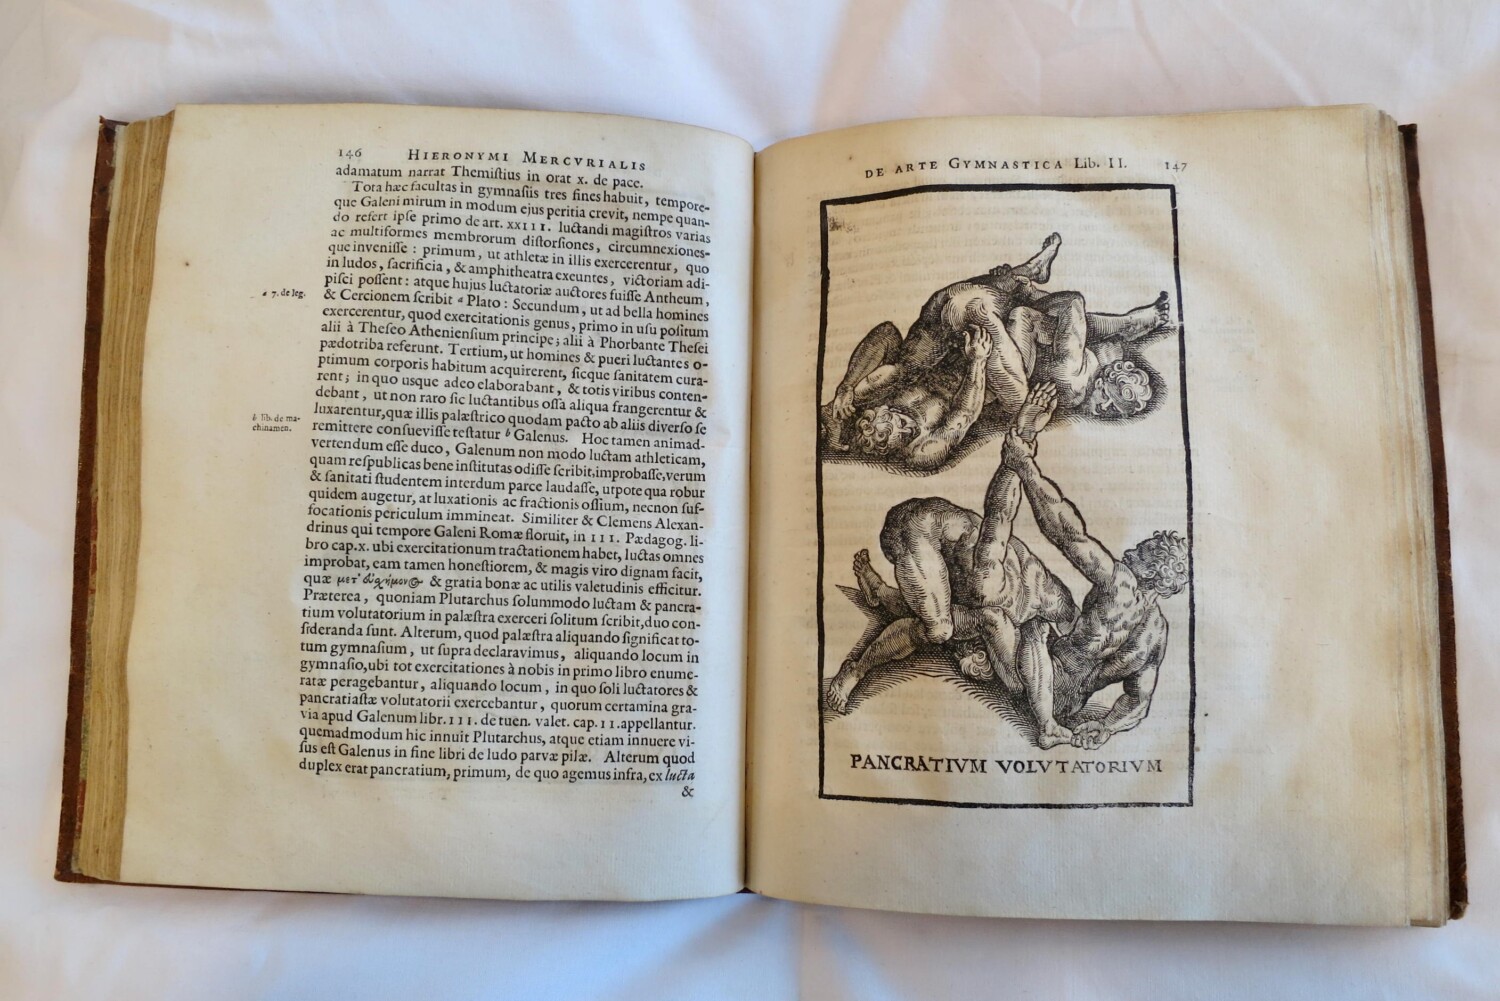 146 HIERONYMI MERCVRIALIS
adamatum narrat Themiſtius in orat x. de pace.
Tota hæc facultas in gymnaſiis tres fines habuit, tempore-
que Galeni mirum in modum ejus peritia crevit, nempe quan-
do refert ipſe primo de art. XXIII. luctandi magiſtros varias
ac multiformes membrorum diſtorſiones, circumnexiones-
que inveniſſe : primum, ut athletæ in illis exercerentur, quo
in ludos, ſacrificia, & amphitheatra exeuntes, victoriam adi-
piſci poſſent: atque hujus luctatoriæ auctores fuiſſe Antheum,
a 7. de leg.
& Cercionem ſcribit a Plato : Secundum, ut ad bella homines
exercerentur, quod exercitationis genus, primo in uſu poſitum
alii à Theſeo Athenienſium principe; alii à Phorbante Theſei
pædotriba referunt. Tertium, ut homines & pueri luctantes o-
ptimum corporis habitum acquirerent, ſicque ſanitatem cura-
rent; in quo usque adeo elaborabant, & totis viribus conten-
debant, ut non raro ſic luctantibus oſſa aliqua frangerentur &
luxarentur, quæ illis palæſtrico quodam pacto ab aliis diverſo ſe
b lib. de ma-
chinamen.
remittere conſueviſſe teſtatur b Galenus. Hoc tamen animad-
vertendum eſſe duco, Galenum non modo luctam athleticam,
quam reſpublicas bene inſtitutas odiſſe ſcribit, improbaſſe, verum
& ſanitati ſtudentem interdum parce laudaſſe, utpote qua robur
quidem augetur, at luxationis ac fractionis oſſium, necnon ſuf-
focationis periculum immineat. Similiter & Clemens Alexan-
drinus qui tempore Galeni Romæ floruit, in III. Pædagog. li-
bro cap.x. ubi exercitationum tractationem habet, luctas omnes
improbat, eam tamen honeſtiorem, & magis viro dignam facit,
quæ μετ' εὐσχήμονος & gratia bonæ ac utilis valetudinis efficitur.
Præterea, quoniam Plutarchus ſolummodo luctam & pancra-
tium volutatorium in palæſtra exerceri ſolitum ſcribit, duo con-
ſideranda ſunt. Alterum, quod palæſtra aliquando ſignificat to-
tum gymnaſium, ut ſupra declaravimus, aliquando locum in
gymnaſio, ubi tot exercitationes à nobis in primo libro enume-
ratæ peragebantur, aliquando locum, in quo ſoli luctatores &
pancratiaſtæ volutatorii exercebantur, quorum certamina gra-
via apud Galenum libr. III. de tuen. valet. cap. 11. appellantur.
quemadmodum hic innuit Plutarchus, atque etiam innuere vi-
ſus eſt Galenus in fine libri de ludo parvæ pilæ. Alterum quod
duplex erat pancratium, primum, de quo agemus infra, ex lucta
&
DE ARTE GYMNASTICA Lib. II. 147
PANCRATIVM VOLVTATORIVM